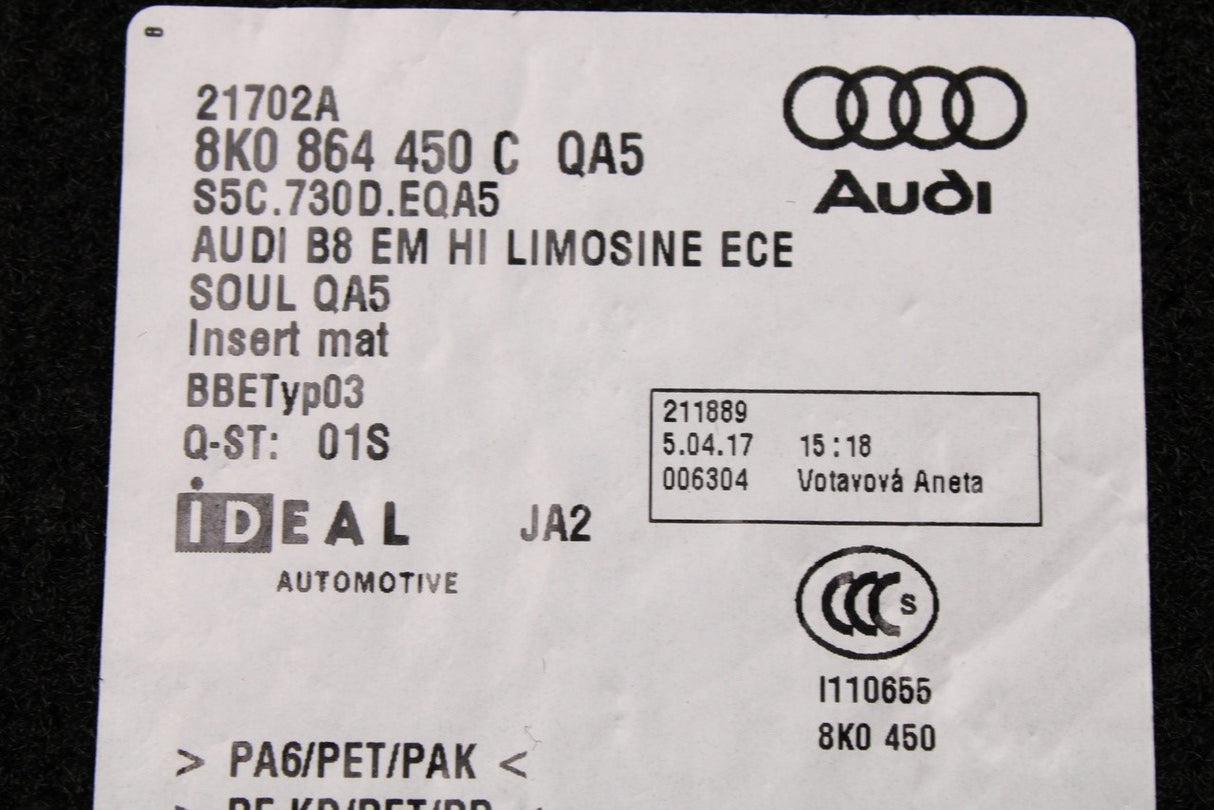 21702A
8K0 864 450 C QA5
S5C.730D.EQA5
AUDI B8 EM HI LIMOSINE ECE
SOUL QA5
Insert mat
BBETyp03
Q-ST: 01S
Audi
211889
5.04.17 15:18
006304 Votavová Aneta
iDEAL JA2
AUTOMOTIVE
CCC S
I110655
8K0 450
> PA6/PET/PAK <